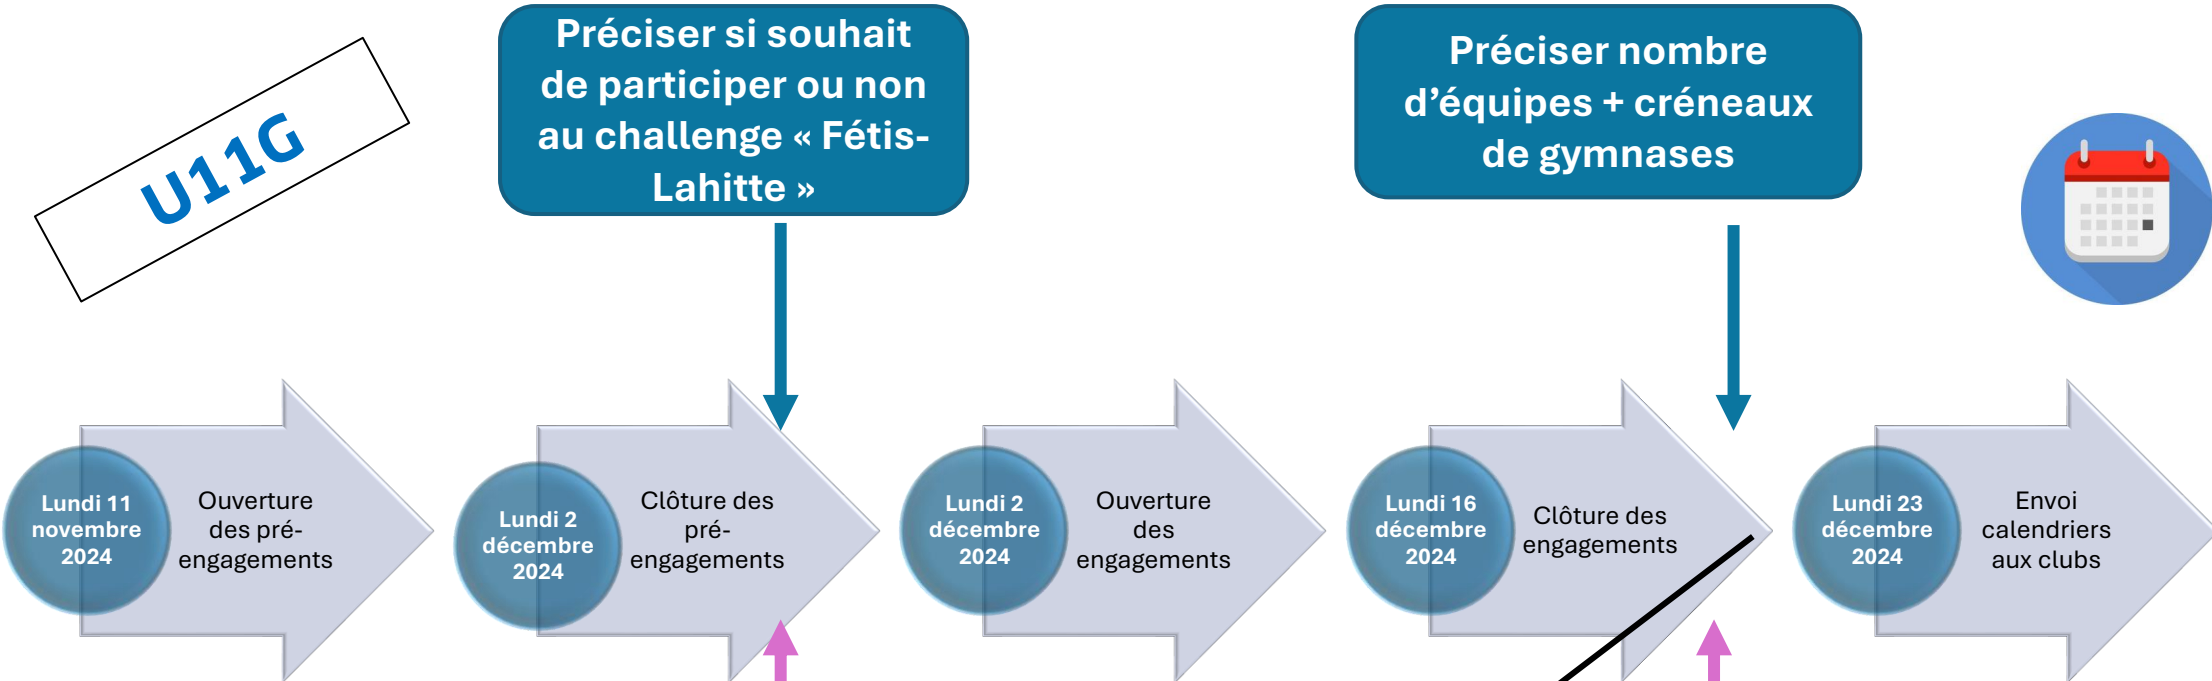 U11G
Préciser si souhait
de participer ou non
au challenge « Fétis-
Lahitte »
Préciser nombre
d’équipes + créneaux
de gymnases
Lundi 11
novembre
2024
Ouverture
des pré-
engagements
Lundi 2
décembre
2024
Clôture des
pré-
engagements
Lundi 2
décembre
2024
Ouverture
des
engagements
Lundi 16
décembre
2024
Clôture des
engagements
Lundi 23
décembre
2024
Envoi
calendriers
aux clubs